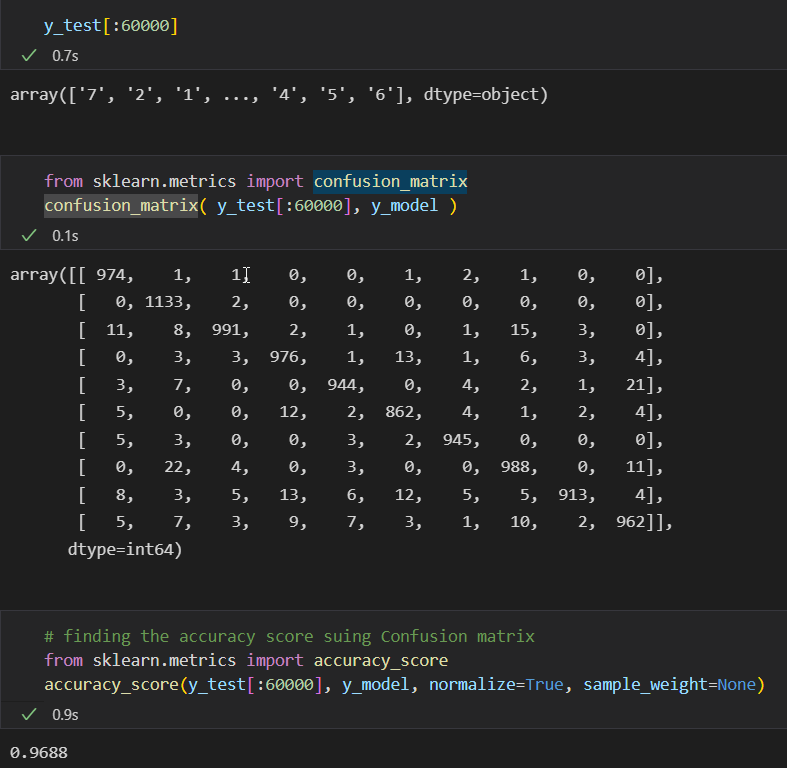 y_test[:60000]
0.7s
array(['7', '2', '1', ..., '4', '5', '6'], dtype=object)
from sklearn.metrics import confusion_matrix
confusion_matrix( y_test[:60000], y_model )
0.1s
array([[ 974, 1, 1, 0, 0, 1, 2, 1, 0, 0],
[ 0, 1133, 2, 0, 0, 0, 0, 0, 0, 0],
[ 11, 8, 991, 2, 1, 0, 1, 15, 3, 0],
[ 0, 3, 3, 976, 1, 13, 1, 6, 3, 4],
[ 3, 7, 0, 0, 944, 0, 4, 2, 1, 21],
[ 5, 0, 0, 12, 2, 862, 4, 1, 2, 4],
[ 5, 3, 0, 0, 3, 2, 945, 0, 0, 0],
[ 0, 22, 4, 0, 3, 0, 0, 988, 0, 11],
[ 8, 3, 5, 13, 6, 12, 5, 5, 913, 4],
[ 5, 7, 3, 9, 7, 3, 1, 10, 2, 962]],
dtype=int64)
# finding the accuracy score suing Confusion matrix
from sklearn.metrics import accuracy_score
accuracy_score(y_test[:60000], y_model, normalize=True, sample_weight=None)
0.9s
0.9688